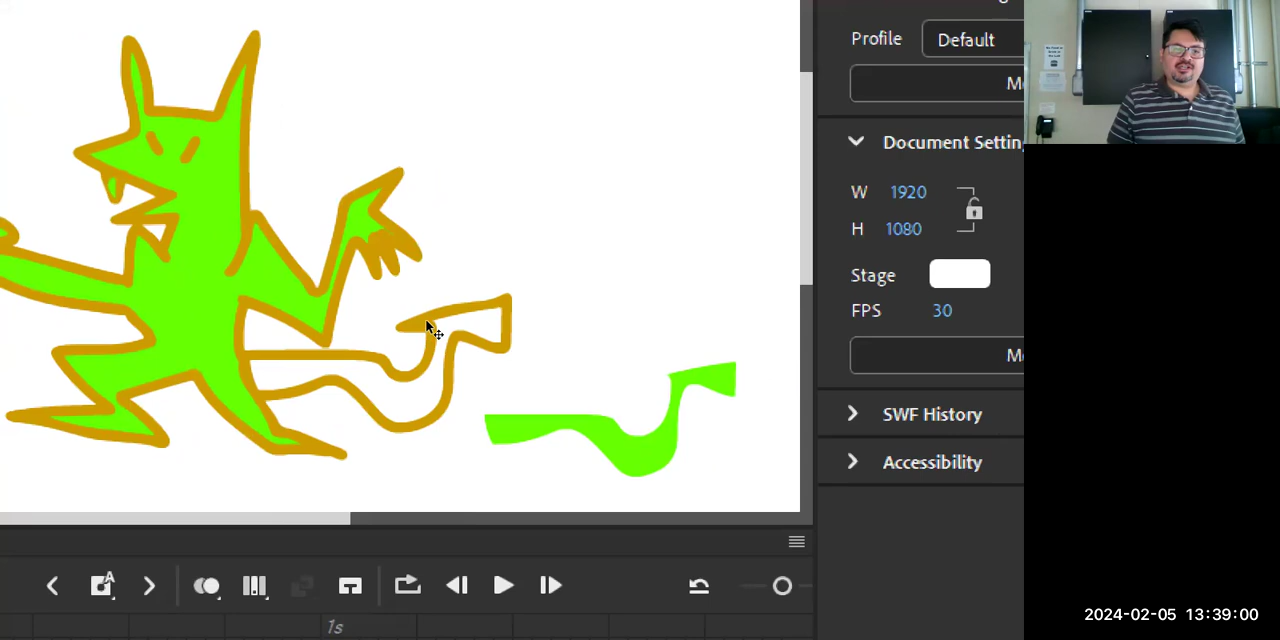 Profile
Default
Document Settin
W 1920
H 1080
Stage
FPS 30
SWF History
Accessibility
1s
2024-02-05 13:39:00